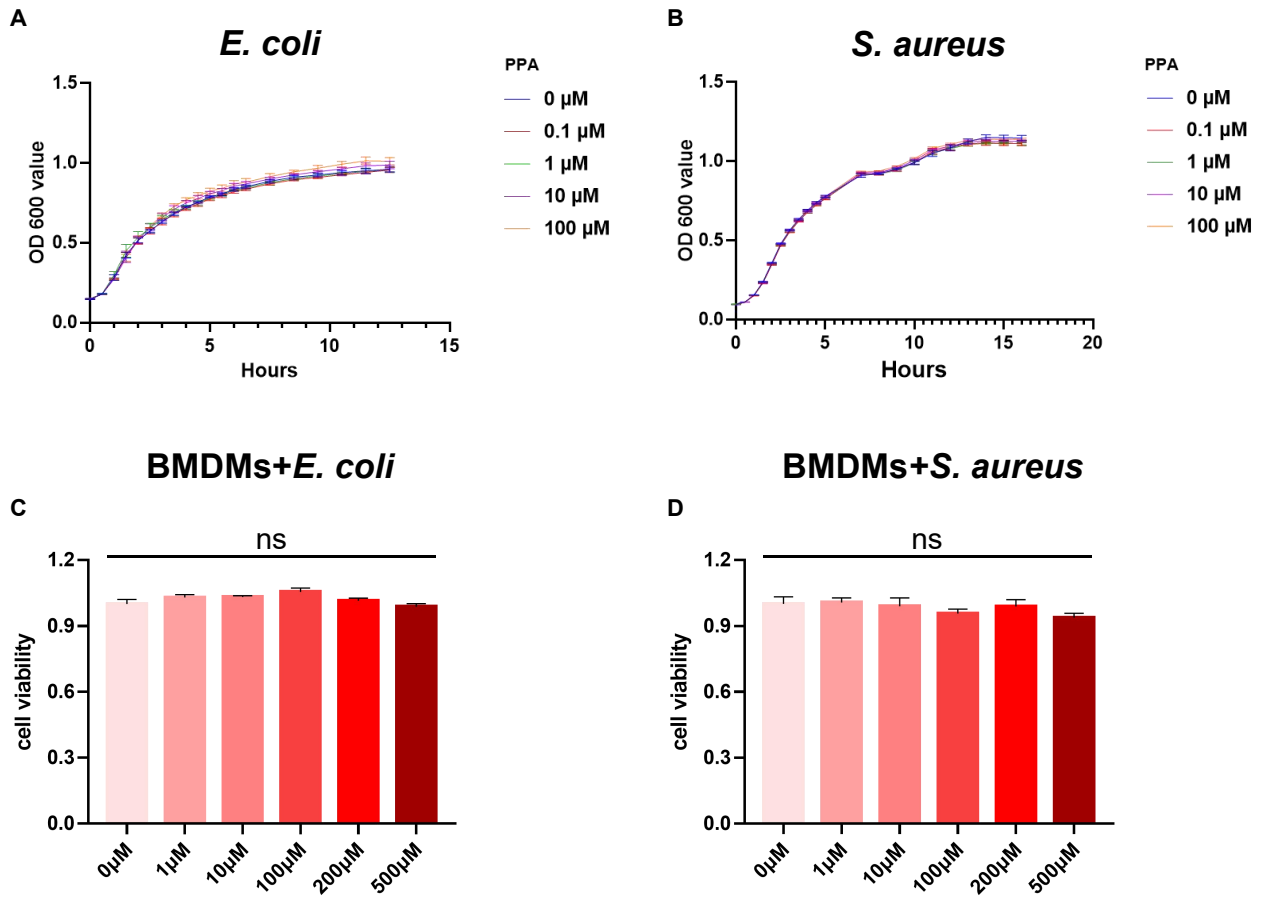 A
E. coli
PPA
0 µM
0.1 µM
1 µM
10 µM
100 µM
OD 600 value
1.5
1.0
0.5
0.0
0
5
10
15
Hours
B
S. aureus
PPA
0 µM
0.1 µM
1 µM
10 µM
100 µM
OD 600 value
1.5
1.0
0.5
0.0
0
5
10
15
20
Hours
BMDMs+E. coli
C
ns
cell viability
1.2
0.9
0.6
0.3
0.0
0µM
1µM
10µM
100µM
200µM
500µM
BMDMs+S. aureus
D
ns
cell viability
1.2
0.9
0.6
0.3
0.0
0µM
1µM
10µM
100µM
200µM
500µM